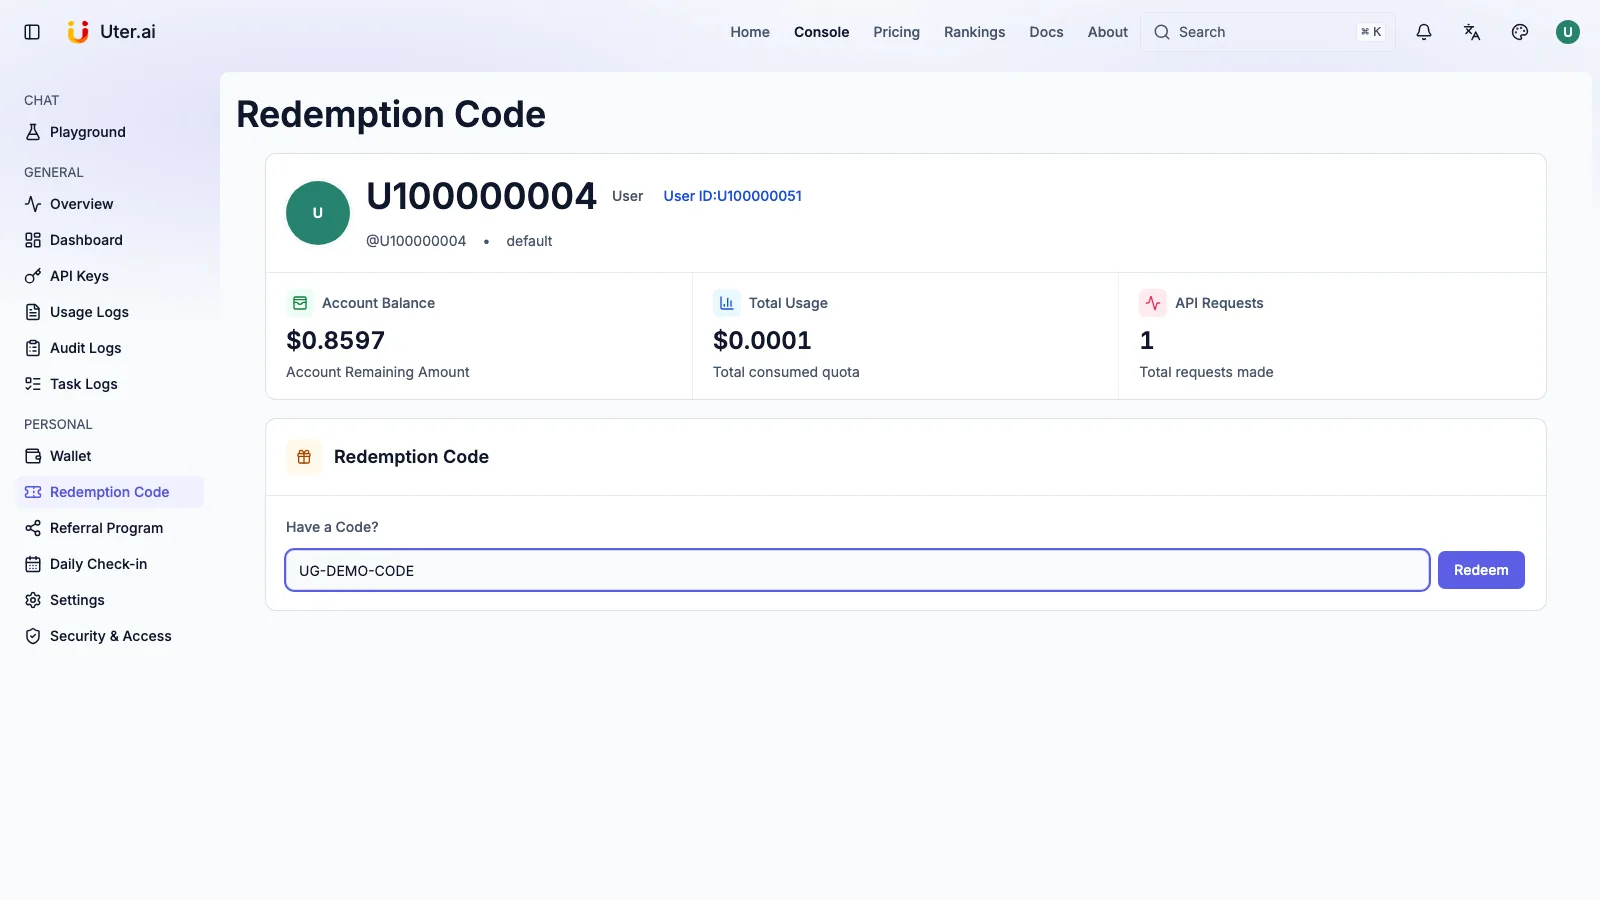 Uter.ai
Home
Console
Pricing
Rankings
Docs
About
Search
⌘ K
U
CHAT
Playground
GENERAL
Overview
Dashboard
API Keys
Usage Logs
Audit Logs
Task Logs
PERSONAL
Wallet
Redemption Code
Referral Program
Daily Check-in
Settings
Security & Access
Redemption Code
U
U100000004 User User ID:U100000051
@U100000004 • default
Account Balance
$0.8597
Account Remaining Amount
Total Usage
$0.0001
Total consumed quota
API Requests
1
Total requests made
Redemption Code
Have a Code?
UG-DEMO-CODE
Redeem